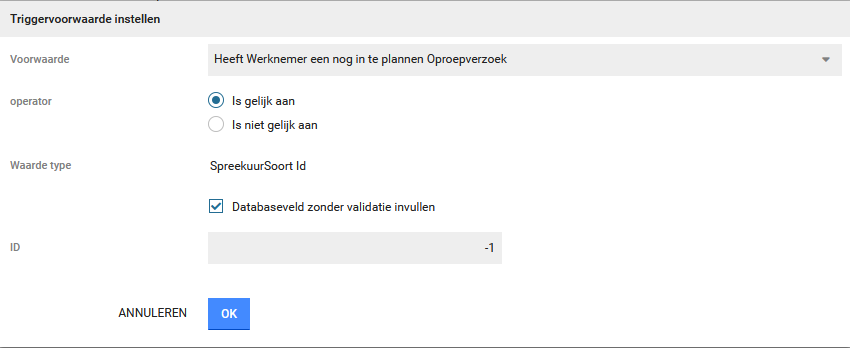 Triggervoorwaarde instellen
Voorwaarde
Heeft Werknemer een nog in te plannen Oproepverzoek
operator
Is gelijk aan
Is niet gelijk aan
Waarde type
SpreekuurSoort Id
Databaseveld zonder validatie invullen
ID
-1
ANNULEREN
OK